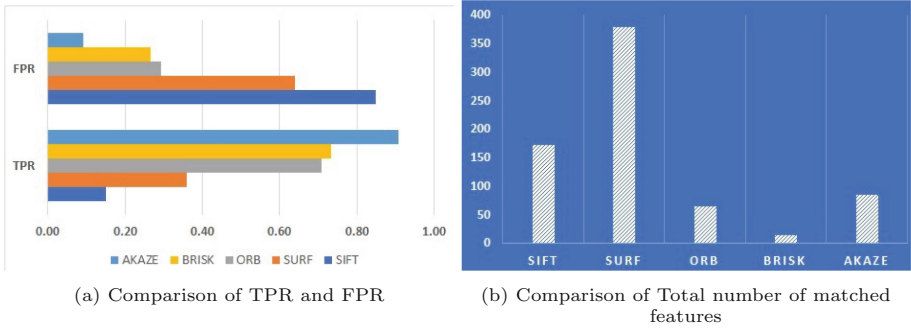 FPR
TPR
0.00 0.20 0.40 0.60 0.80 1.00
AKAZE BRISK ORB SURF SIFT
(a) Comparison of TPR and FPR
400
350
300
250
200
150
100
50
0
SIFT SURF ORB BRISK AKAZE
(b) Comparison of Total number of matched
features